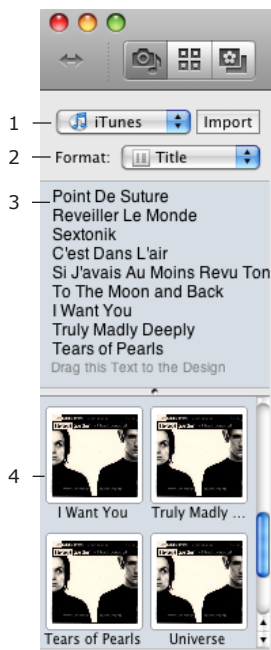 1
iTunes
Import
2
Format:
Title
3
Point De Suture
Reveiller Le Monde
Sextonik
C'est Dans L'air
Si J'avais Au Moins Revu Ton
To The Moon and Back
I Want You
Truly Madly Deeply
Tears of Pearls
Drag this Text to the Design
4
I Want You
Truly Madly ...
Tears of Pearls
Universe